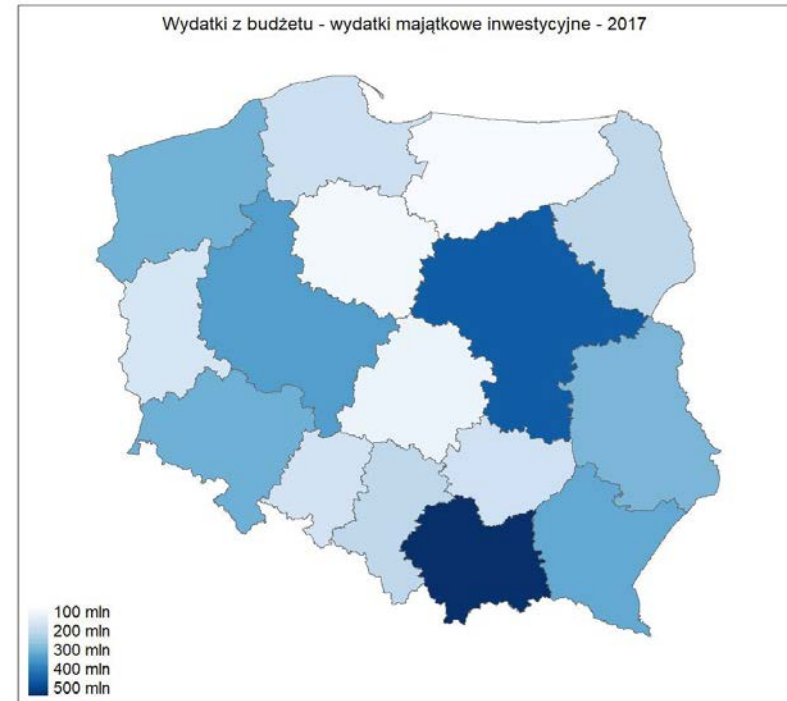 Wydatki z budżetu - wydatki majątkowe inwestycyjne - 2017
100 mln
200 mln
300 mln
400 mln
500 mln